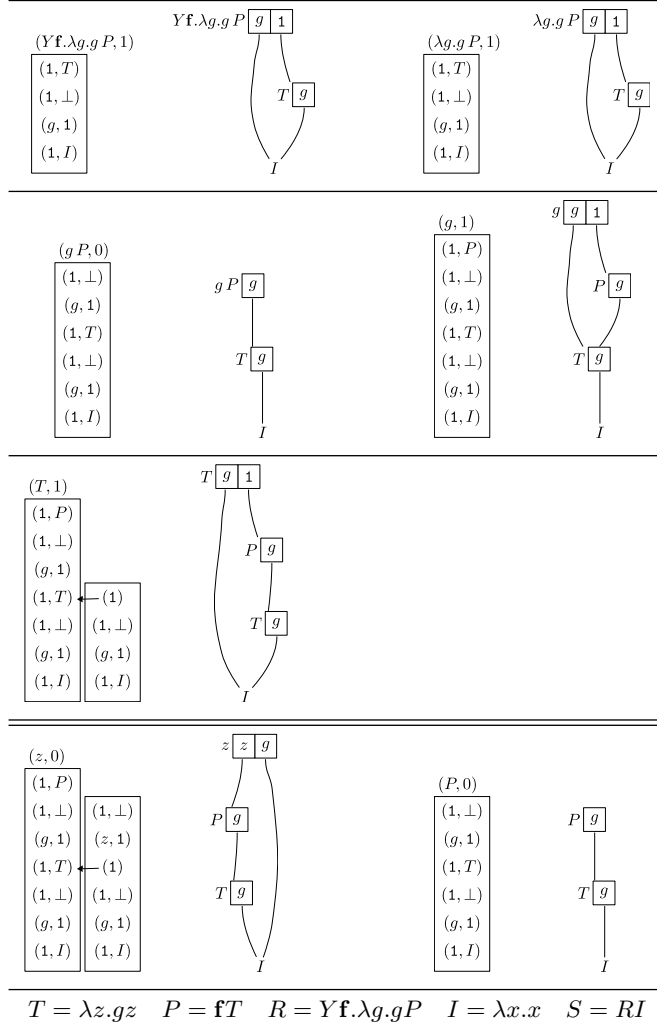 (Y𝐟.λg.g P, 1)
(1, T)
(1, ⊥)
(g, 1)
(1, I)
Y𝐟.λg.g P g 1
T g
I
(λg.g P, 1)
(1, T)
(1, ⊥)
(g, 1)
(1, I)
λg.g P g 1
T g
I
(g P, 0)
(1, ⊥)
(g, 1)
(1, T)
(1, ⊥)
(g, 1)
(1, I)
g P g
T g
I
(g, 1)
(1, P)
(1, ⊥)
(g, 1)
(1, T)
(1, ⊥)
(g, 1)
(1, I)
g g 1
P g
T g
I
(T, 1)
(1, P)
(1, ⊥)
(g, 1)
(1, T) (1)
(1, ⊥) (1, ⊥)
(g, 1) (g, 1)
(1, I) (1, I)
T g 1
P g
T g
I
(z, 0)
(1, P)
(1, ⊥) (1, ⊥)
(g, 1) (z, 1)
(1, T) (1)
(1, ⊥) (1, ⊥)
(g, 1) (g, 1)
(1, I) (1, I)
z z g
P g
T g
I
(P, 0)
(1, ⊥)
(g, 1)
(1, T)
(1, ⊥)
(g, 1)
(1, I)
P g
T g
I
T = λz.gz P = 𝐟T R = Y𝐟.λg.gP I = λx.x S = RI